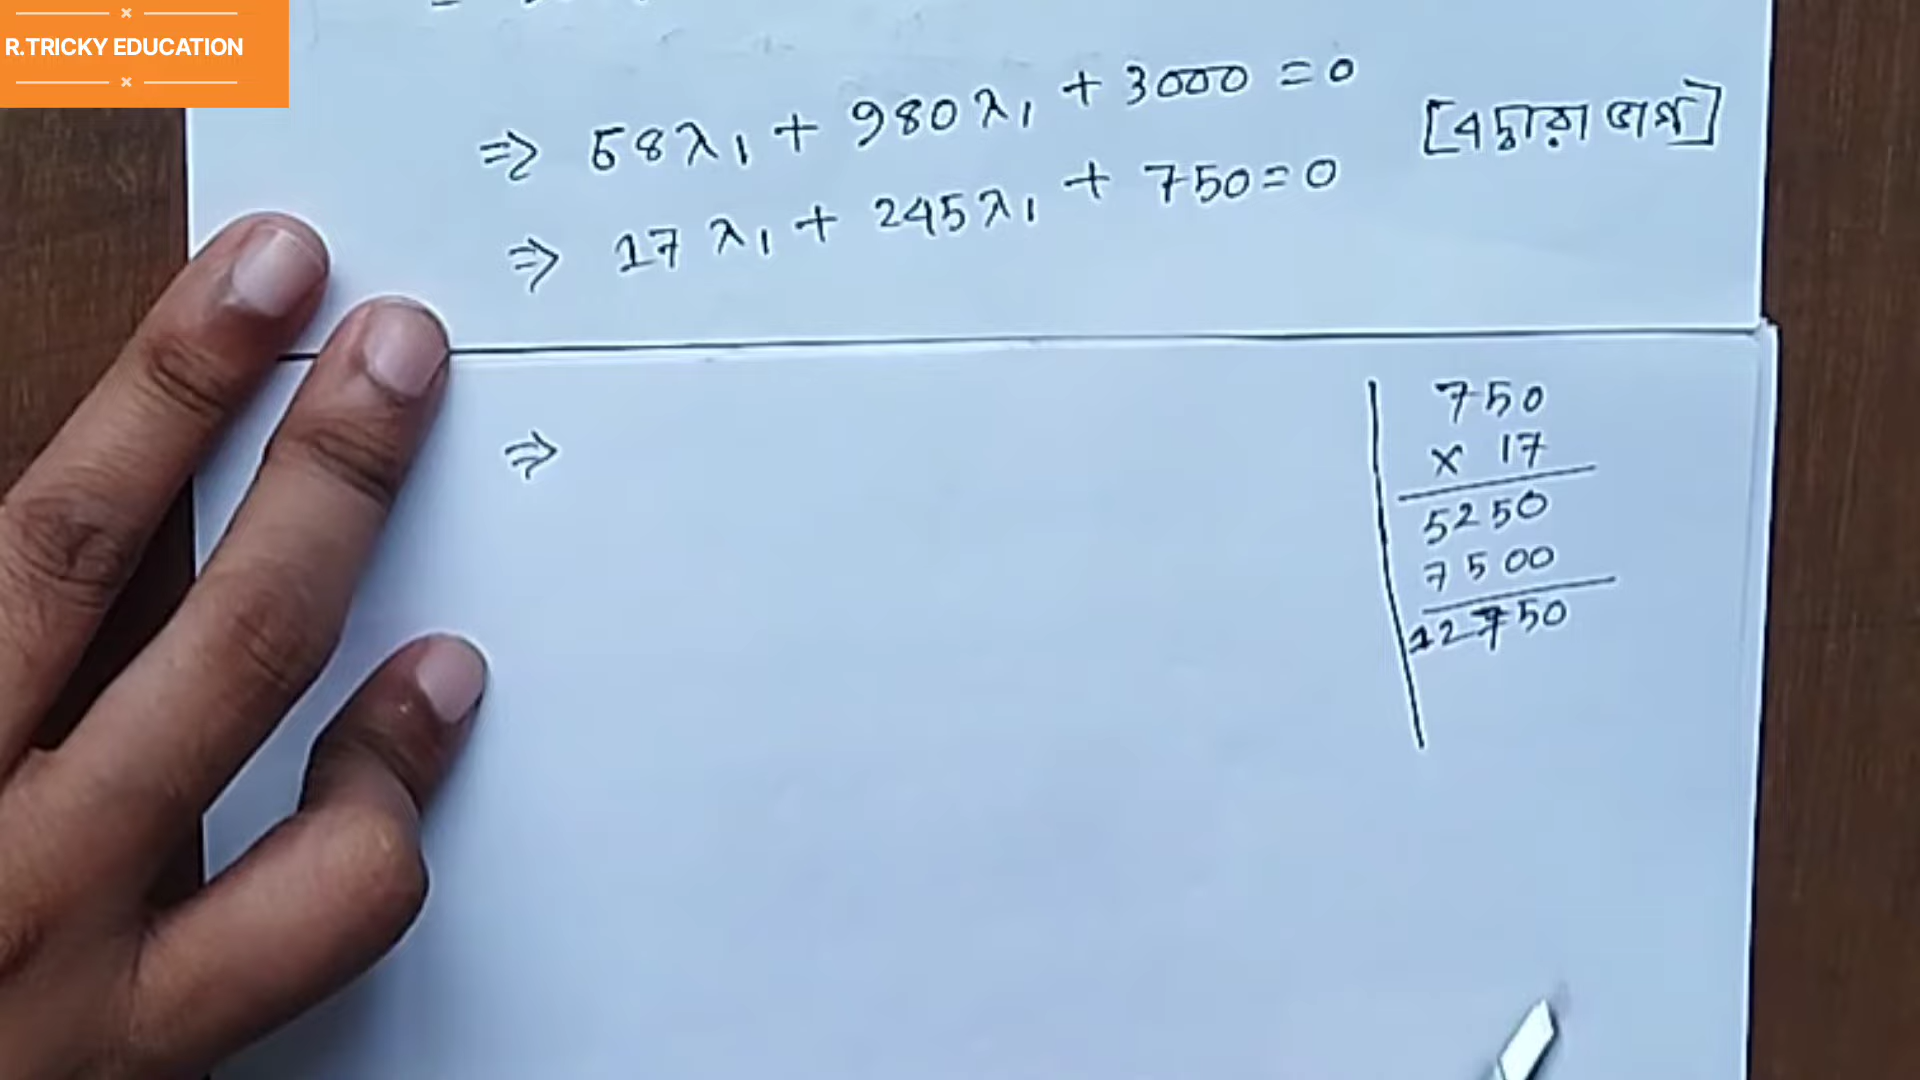 R.TRICKY EDUCATION
⇒ 58λ₁ + 980λ₁ + 3000 = 0
[4 দ্বারা ভাগ]
⇒ 17λ₁ + 245λ₁ + 750 = 0
⇒
750
× 17
5250
7500
12750